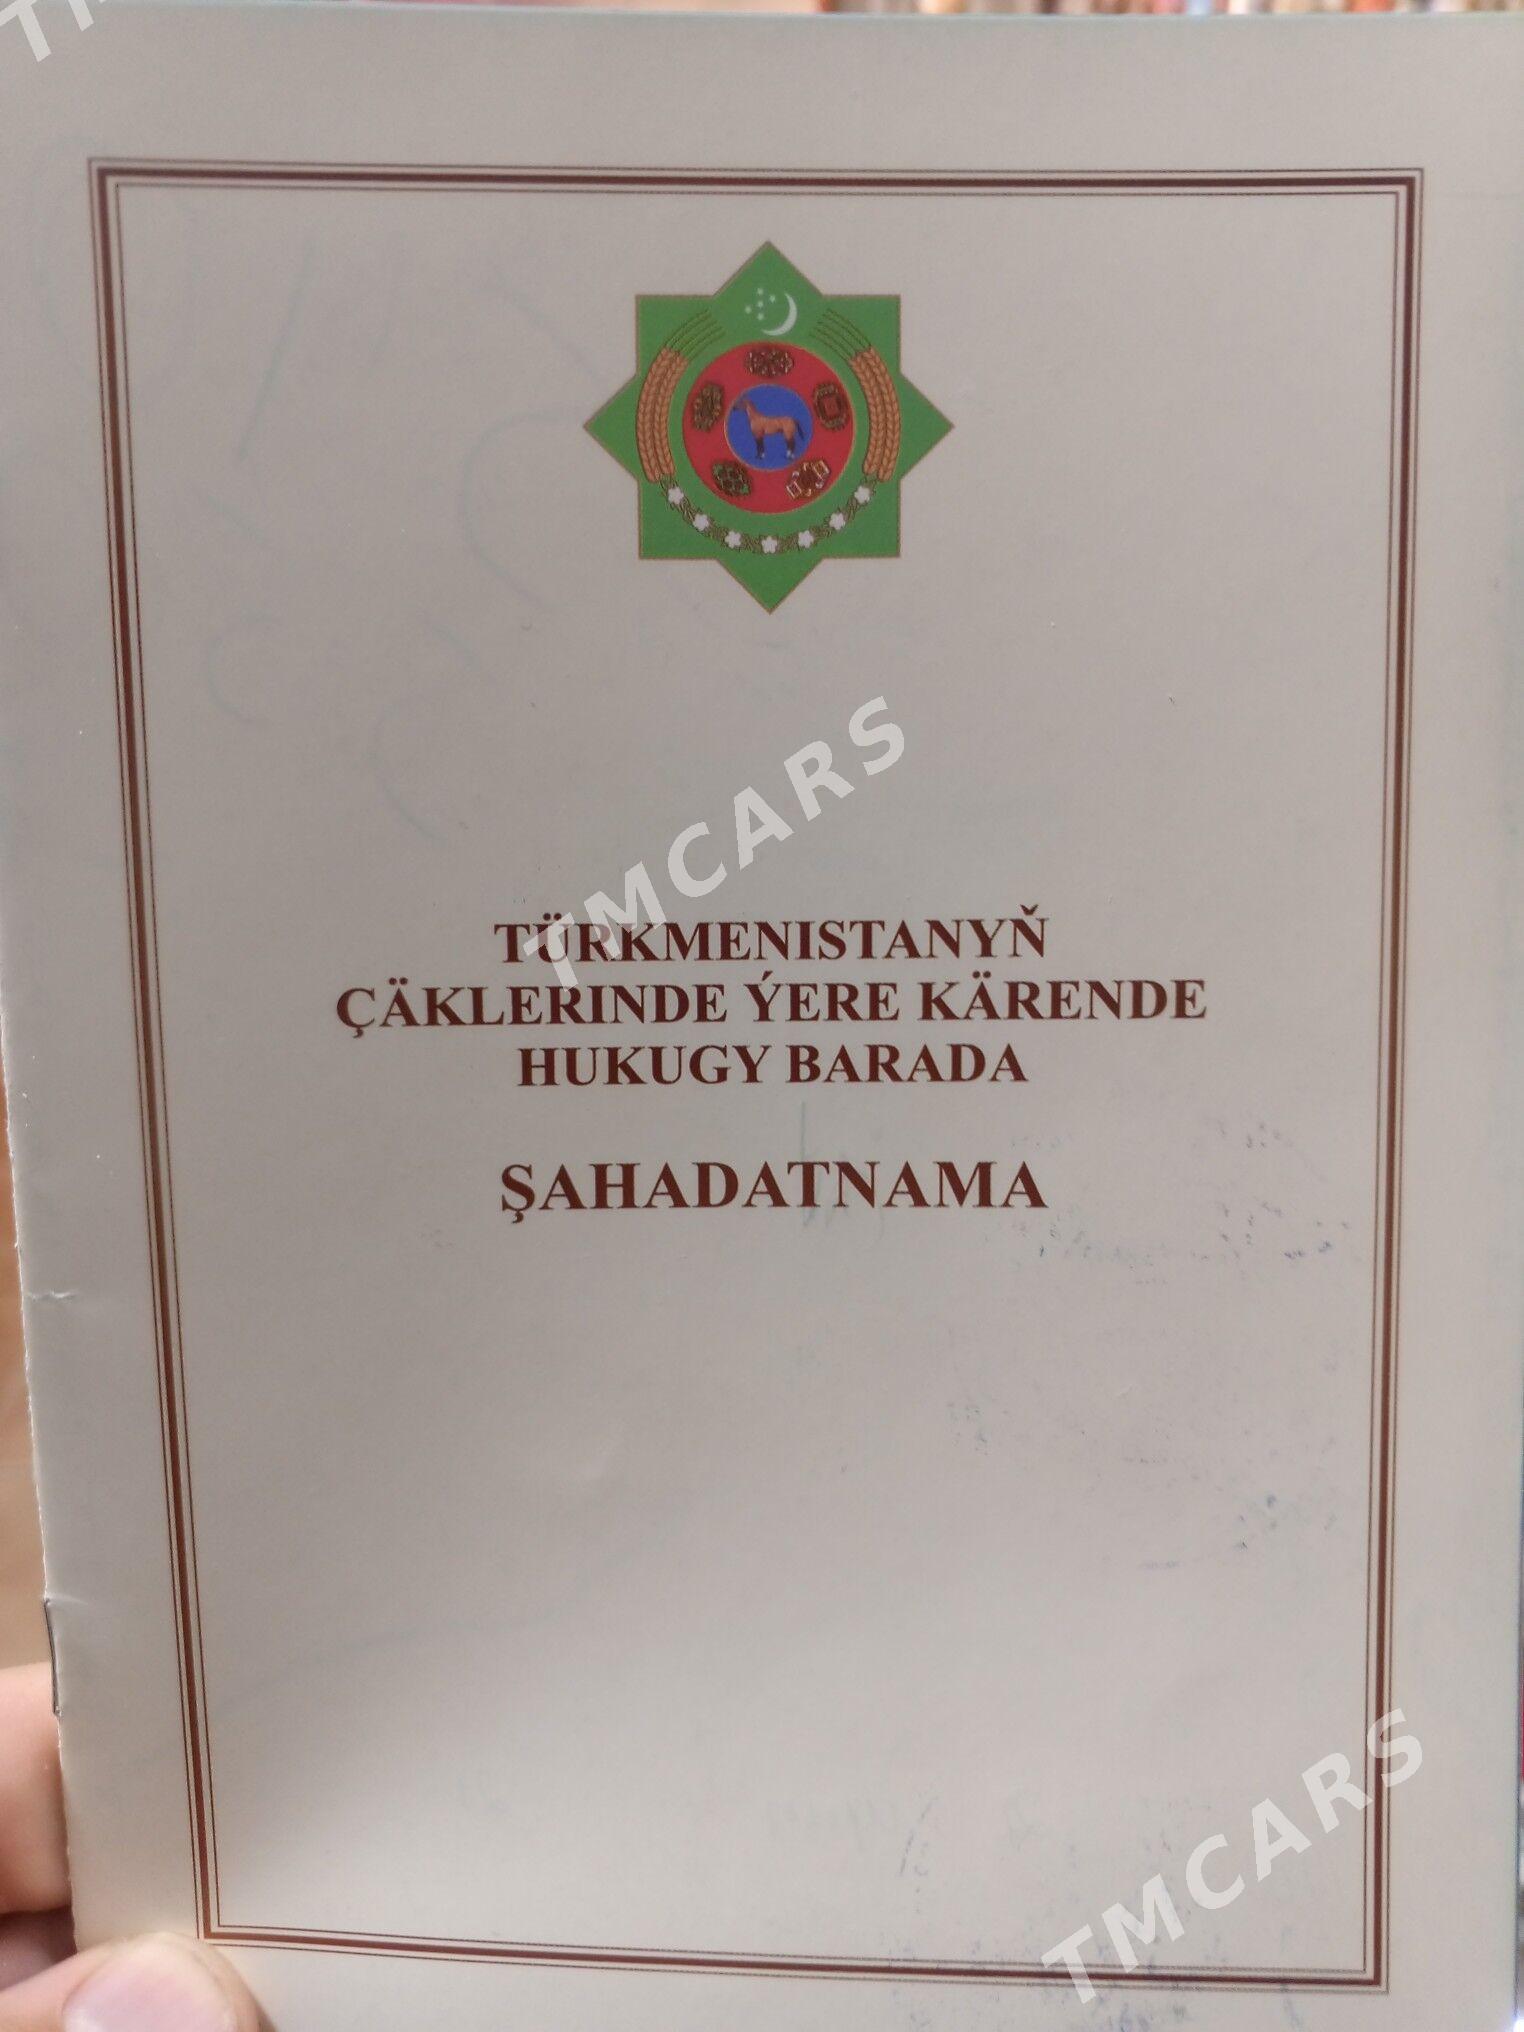 TMCARS
TÜRKMENISTANYŇ
ÇÄKLERINDE ÝERE KÄRENDE
HUKUGY BARADA
ŞAHADATNAMA
TMCARS